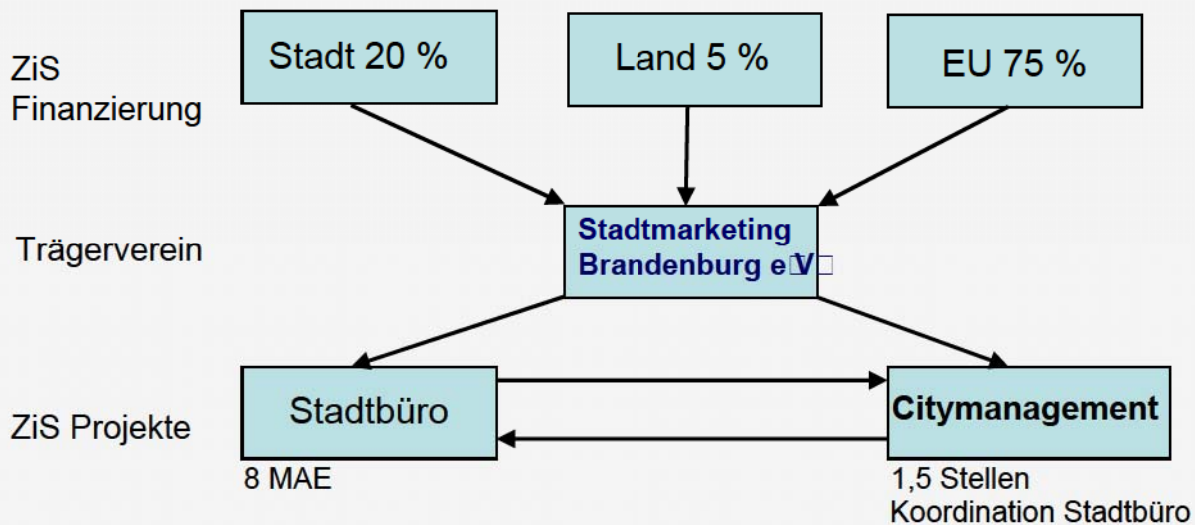 ZiS
Finanzierung
Stadt 20 %
Land 5 %
EU 75 %
Trägerverein
Stadtmarketing
Brandenburg e□V□
ZiS Projekte
Stadtbüro
Citymanagement
8 MAE
1,5 Stellen
Koordination Stadtbüro